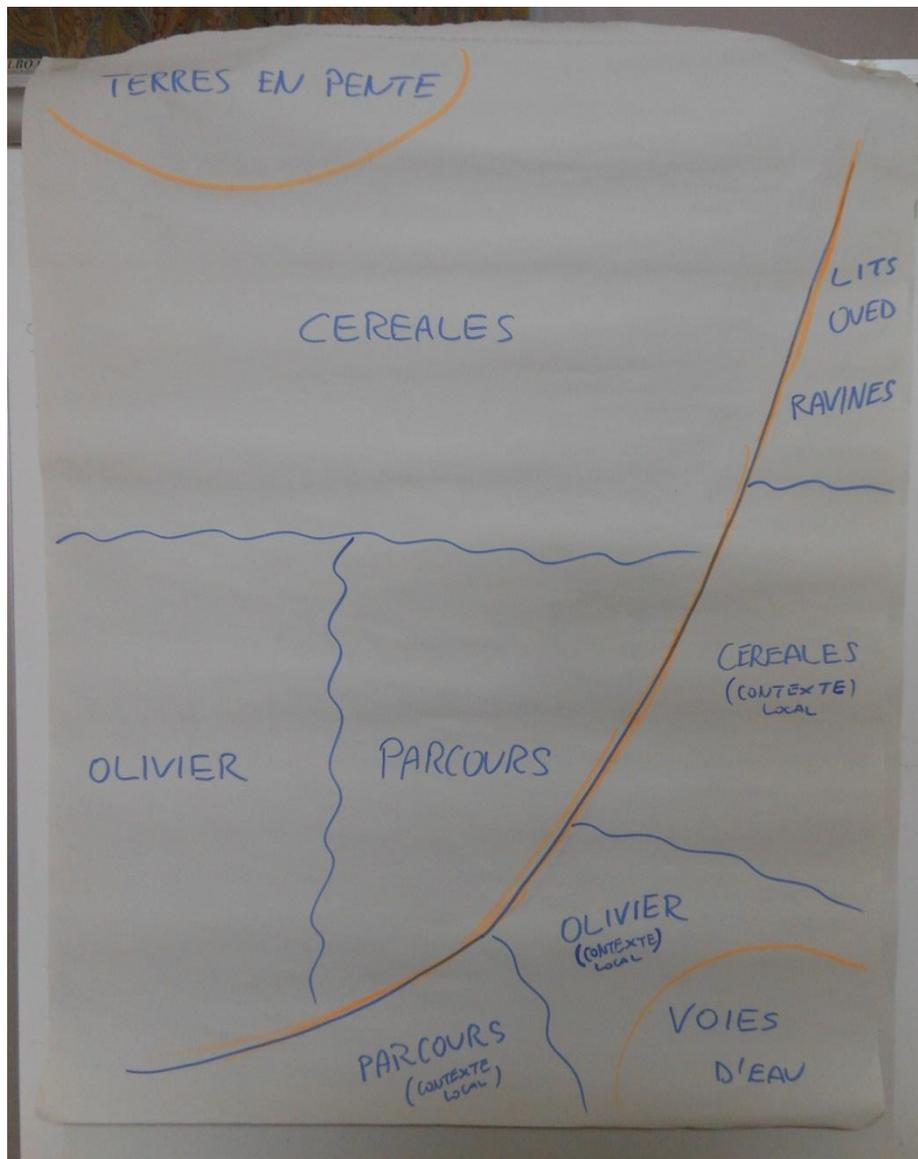 TERRES EN PENTE
CEREALES
LITS
OUED
RAVINES
OLIVIER
PARCOURS
CEREALES
(CONTEXTE)
LOCAL
OLIVIER
(CONTEXTE)
LOCAL
PARCOURS
(CONTEXTE
LOCAL)
VOIES
D'EAU